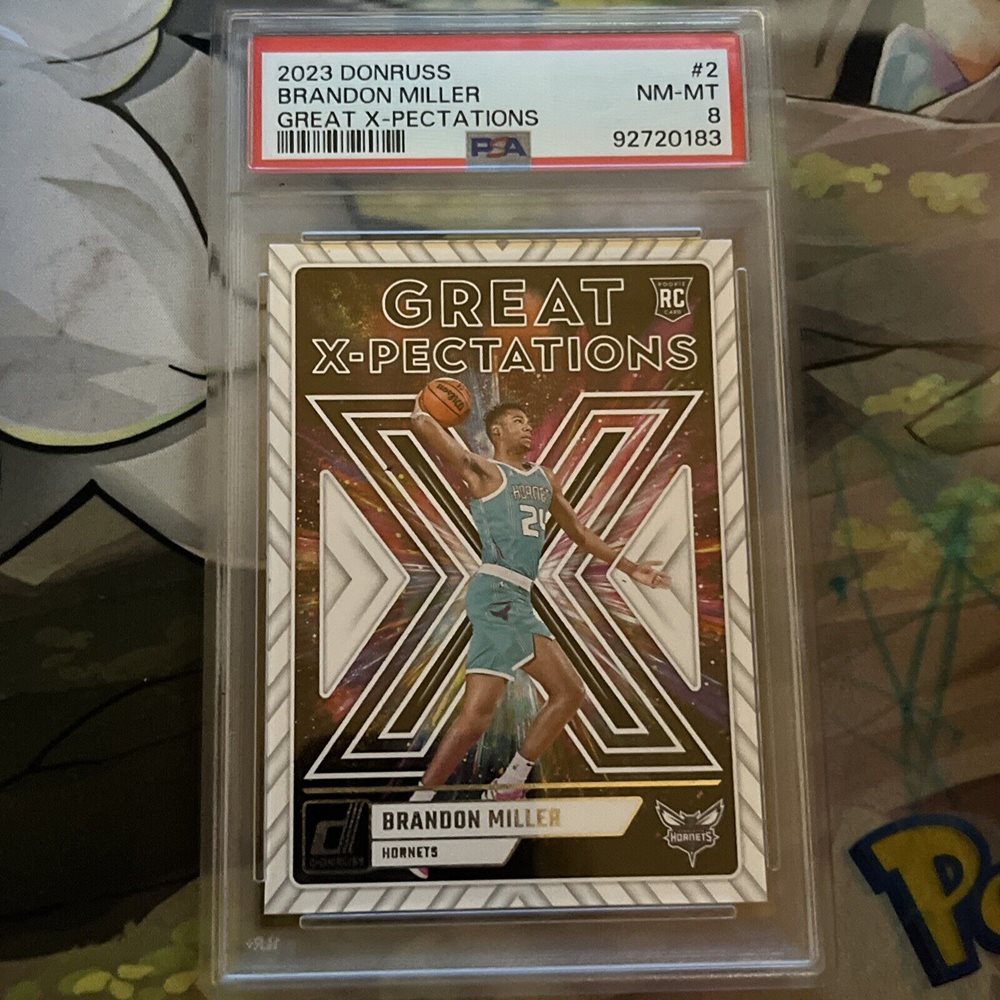 2023 DONRUSS #2
BRANDON MILLER NM-MT
GREAT X-PECTATIONS 8
92720183
PSA
GREAT
X-PECTATIONS
ROOKIE
RC
CARD
Wilson
HORNETS
24
BRANDON MILLER
HORNETS
DONRUSS
HORNETS